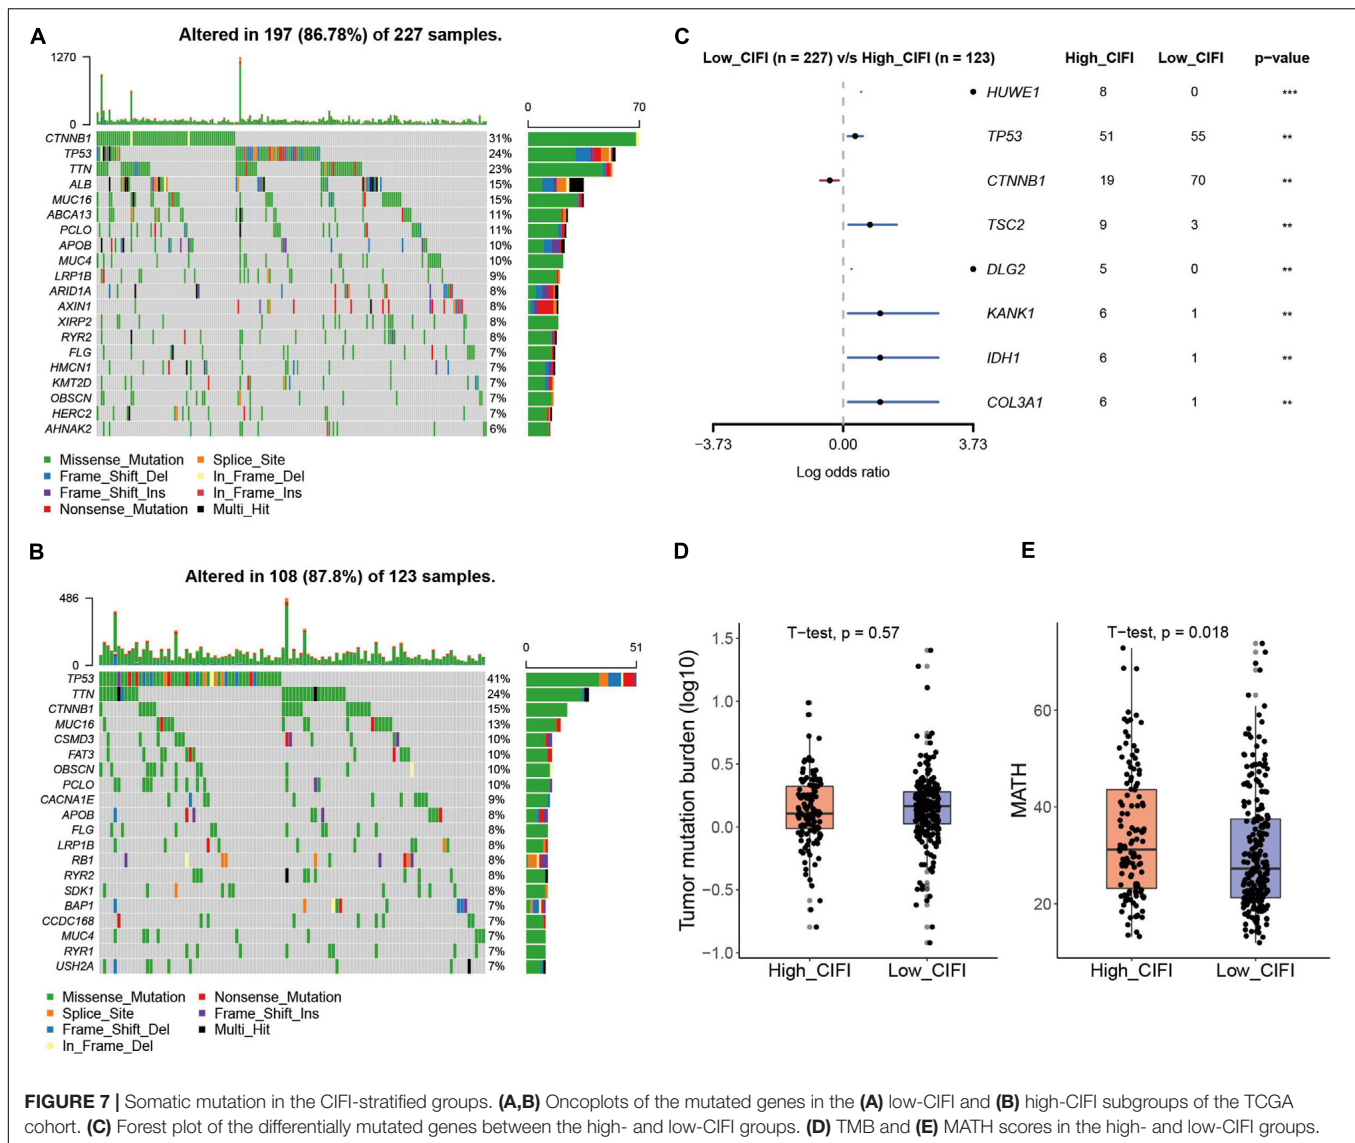 A
Altered in 197 (86.78%) of 227 samples.
1270
0
0 70
CTNNB1 31%
TP53 24%
TTN 23%
ALB 15%
MUC16 15%
ABCA13 11%
PCLO 11%
APOB 10%
MUC4 10%
LRP1B 9%
ARID1A 8%
AXIN1 8%
XIRP2 8%
RYR2 8%
FLG 7%
HMCN1 7%
KMT2D 7%
OBSCN 7%
HERC2 7%
AHNAK2 6%
Missense_Mutation Splice_Site
Frame_Shift_Del In_Frame_Del
Frame_Shift_Ins In_Frame_Ins
Nonsense_Mutation Multi_Hit
B
Altered in 108 (87.8%) of 123 samples.
486
0
0 51
TP53 41%
TTN 24%
CTNNB1 15%
MUC16 13%
CSMD3 10%
FAT3 10%
OBSCN 10%
PCLO 10%
CACNA1E 9%
APOB 8%
FLG 8%
LRP1B 8%
RB1 8%
RYR2 8%
SDK1 8%
BAP1 7%
CCDC168 7%
MUC4 7%
RYR1 7%
USH2A 7%
Missense_Mutation Nonsense_Mutation
Splice_Site Frame_Shift_Ins
Frame_Shift_Del Multi_Hit
In_Frame_Del
C
Low_CIFI (n = 227) v/s High_CIFI (n = 123) High_CIFI Low_CIFI p−value
HUWE1 8 0 ***
TP53 51 55 **
CTNNB1 19 70 **
TSC2 9 3 **
DLG2 5 0 **
KANK1 6 1 **
IDH1 6 1 **
COL3A1 6 1 **
−3.73 0.00 3.73
Log odds ratio
D
T−test, p = 0.57
Tumor mutation burden (log10)
1.5
1.0
0.5
0.0
−0.5
−1.0
High_CIFI Low_CIFI
E
T−test, p = 0.018
MATH
60
40
20
High_CIFI Low_CIFI
FIGURE 7 | Somatic mutation in the CIFI-stratified groups. (A,B) Oncoplots of the mutated genes in the (A) low-CIFI and (B) high-CIFI subgroups of the TCGA
cohort. (C) Forest plot of the differentially mutated genes between the high- and low-CIFI groups. (D) TMB and (E) MATH scores in the high- and low-CIFI groups.